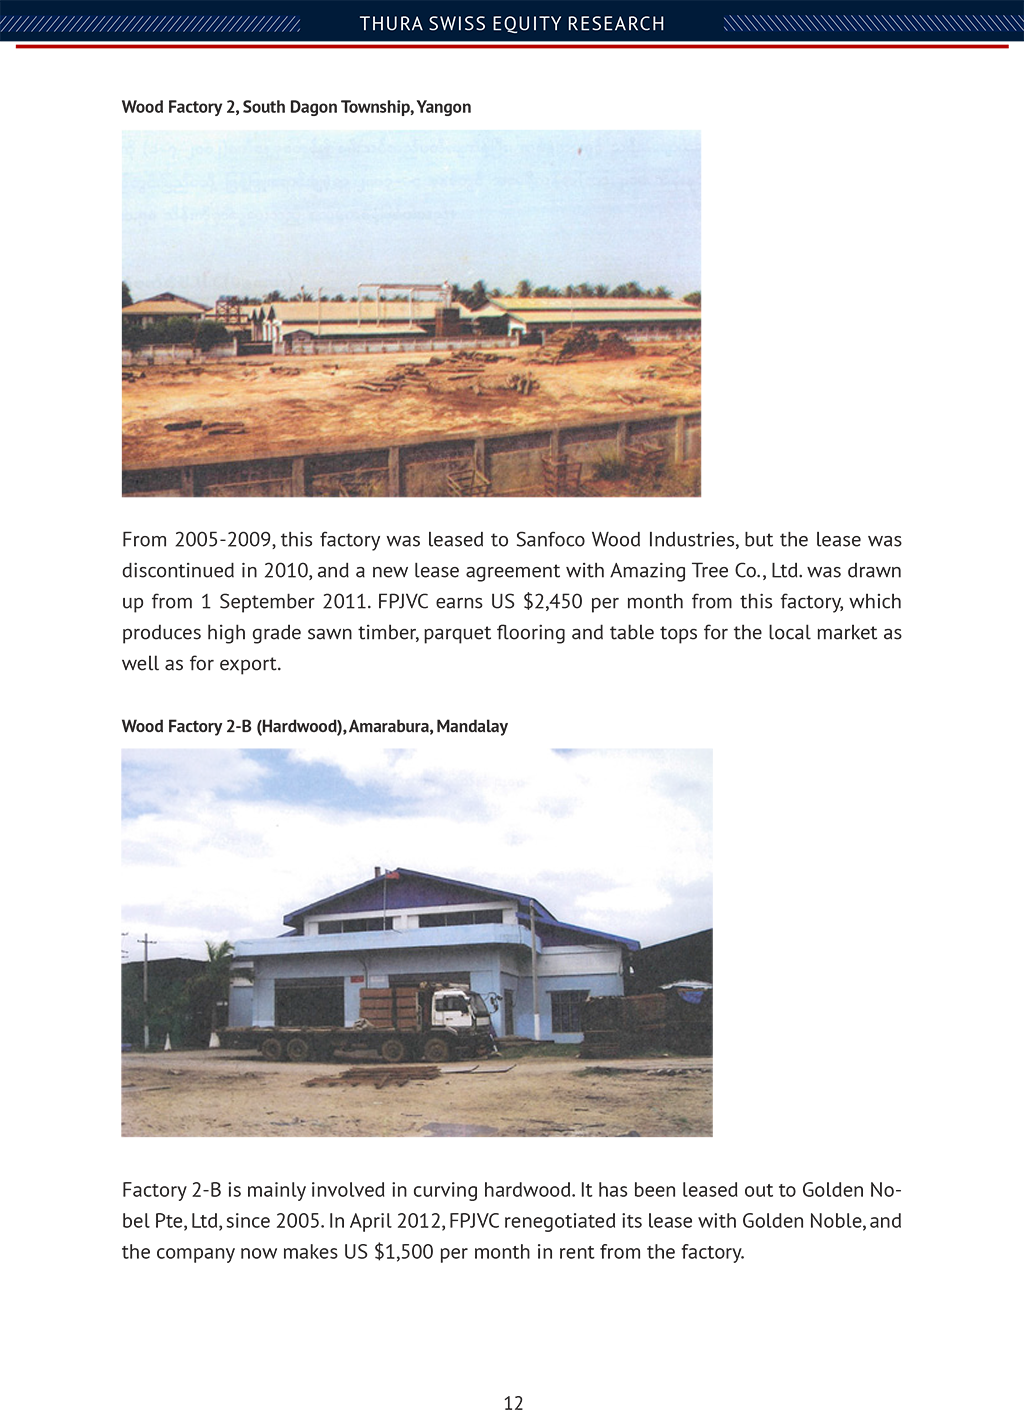 THURA SWISS EQUITY RESEARCH
Wood Factory 2, South Dagon Township, Yangon
From 2005-2009, this factory was leased to Sanfoco Wood Industries, but the lease was
discontinued in 2010, and a new lease agreement with Amazing Tree Co., Ltd. was drawn
up from 1 September 2011. FPJVC earns US $2,450 per month from this factory, which
produces high grade sawn timber, parquet flooring and table tops for the local market as
well as for export.
Wood Factory 2-B (Hardwood), Amarabura, Mandalay
Factory 2-B is mainly involved in curving hardwood. It has been leased out to Golden No-
bel Pte, Ltd, since 2005. In April 2012, FPJVC renegotiated its lease with Golden Noble, and
the company now makes US $1,500 per month in rent from the factory.
12